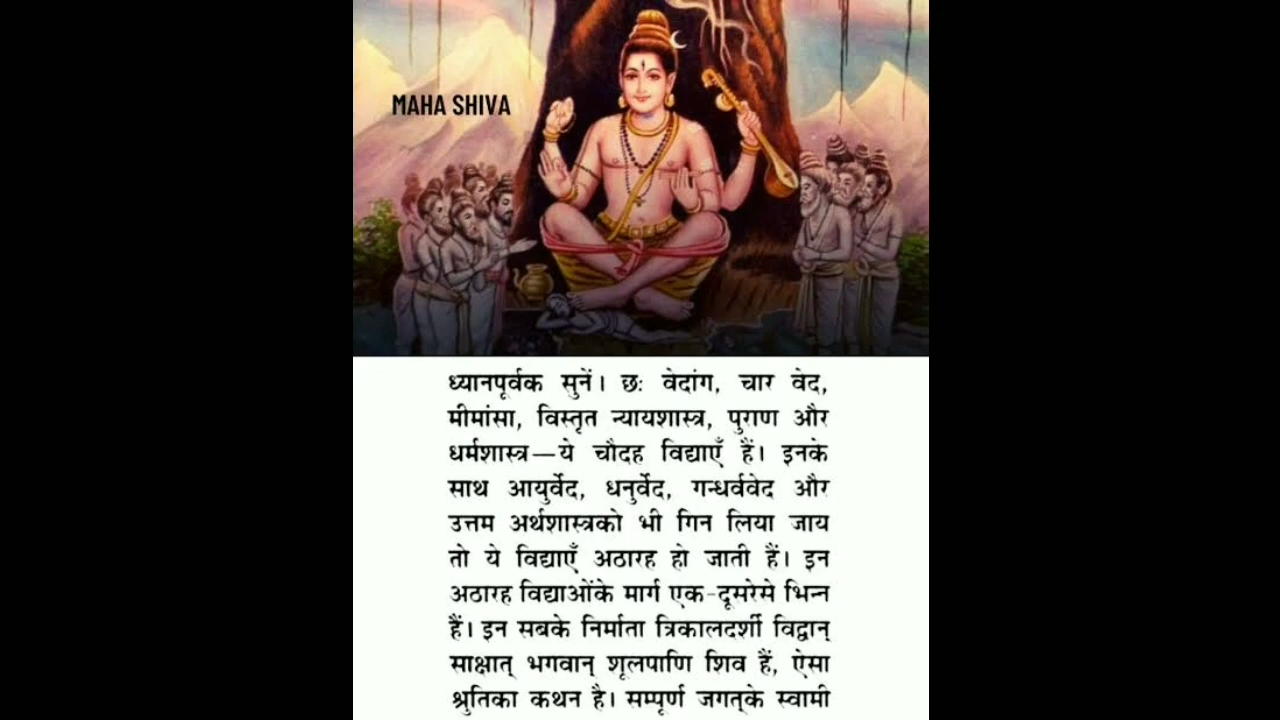 MAHA SHIVA
ध्यानपूर्वक सुनें। छः वेदांग, चार वेद,
मीमांसा, विस्तृत न्यायशास्त्र, पुराण और
धर्मशास्त्र—ये चौदह विद्याएँ हैं। इनके
साथ आयुर्वेद, धनुर्वेद, गन्धर्ववेद और
उत्तम अर्थशास्त्रको भी गिन लिया जाय
तो ये विद्याएँ अठारह हो जाती हैं। इन
अठारह विद्याओंके मार्ग एक-दूसरेसे भिन्न
हैं। इन सबके निर्माता त्रिकालदर्शी विद्वान्
साक्षात् भगवान् शूलपाणि शिव हैं, ऐसा
श्रुतिका कथन है। सम्पूर्ण जगत्के स्वामी